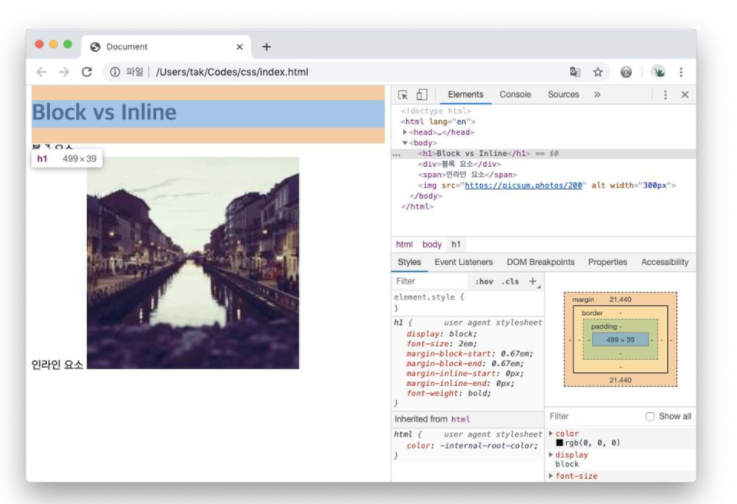 Document
파일 | /Users/tak/Codes/css/index.html
Block vs Inline
h1 499 × 39
인라인 요소
Elements Console Sources »
<!doctype html>
<html lang="en">
<head>…</head>
<body>
... <h1>Block vs Inline</h1> == $0
<div>블록 요소</div>
<span>인라인 요소</span>
<img src="https://picsum.photos/200" alt width="300px">
</body>
</html>
html body h1
Styles Event Listeners DOM Breakpoints Properties Accessibility
Filter :hov .cls +
element.style {
}
h1 { user agent stylesheet
display: block;
font-size: 2em;
margin-block-start: 0.67em;
margin-block-end: 0.67em;
margin-inline-start: 0px;
margin-inline-end: 0px;
font-weight: bold;
}
Inherited from html
html { user agent stylesheet
color: -internal-root-color;
}
margin 21.440
border -
padding -
- - - 499 × 39 - - -
-
-
21.440
Filter Show all
color
rgb(0, 0, 0)
display
block
font-size